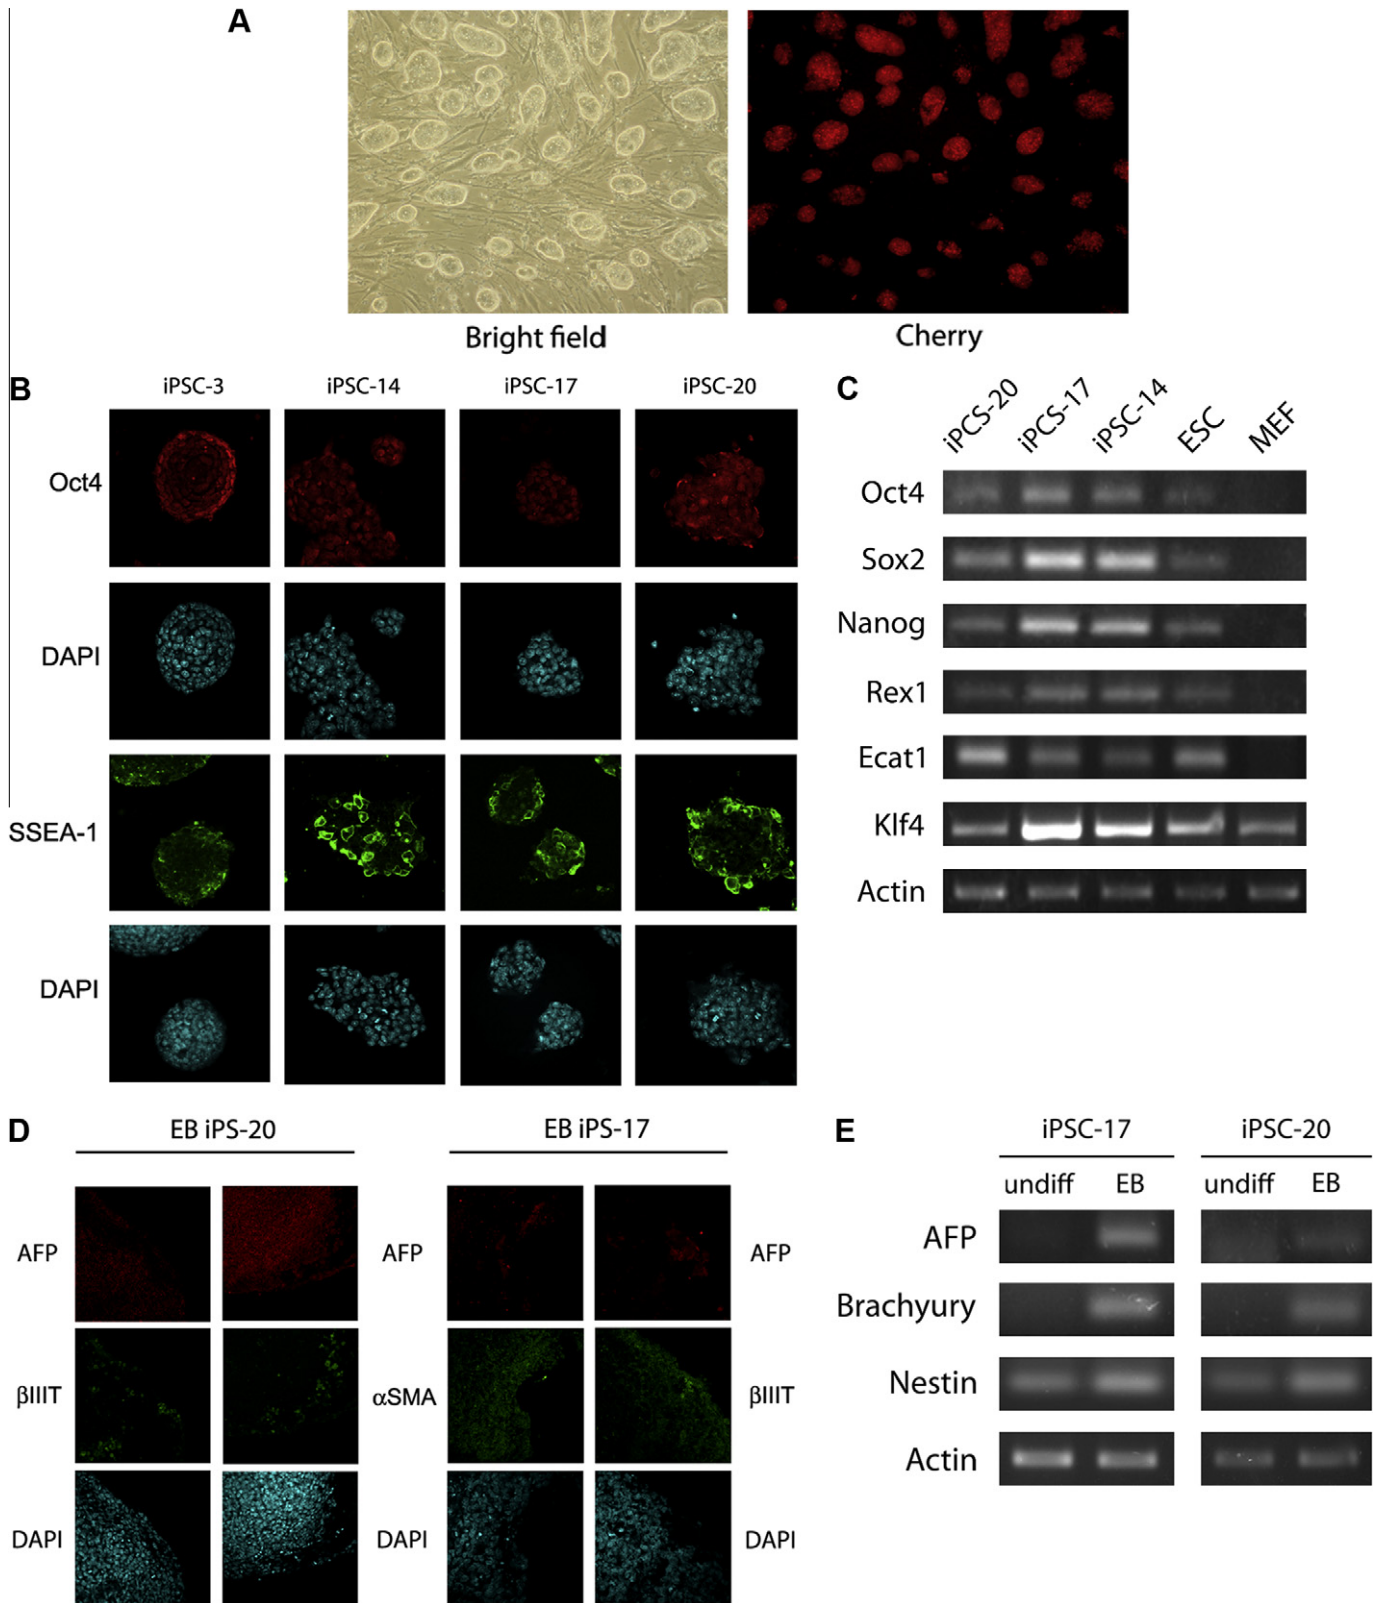 A
Bright field
Cherry
B
iPSC-3
iPSC-14
iPSC-17
iPSC-20
Oct4
DAPI
SSEA-1
DAPI
C
iPCS-20
iPCS-17
iPSC-14
ESC
MEF
Oct4
Sox2
Nanog
Rex1
Ecat1
Klf4
Actin
D
EB iPS-20
EB iPS-17
AFP
AFP
AFP
βIIIT
αSMA
βIIIT
DAPI
DAPI
DAPI
E
iPSC-17
iPSC-20
undiff
EB
undiff
EB
AFP
Brachyury
Nestin
Actin